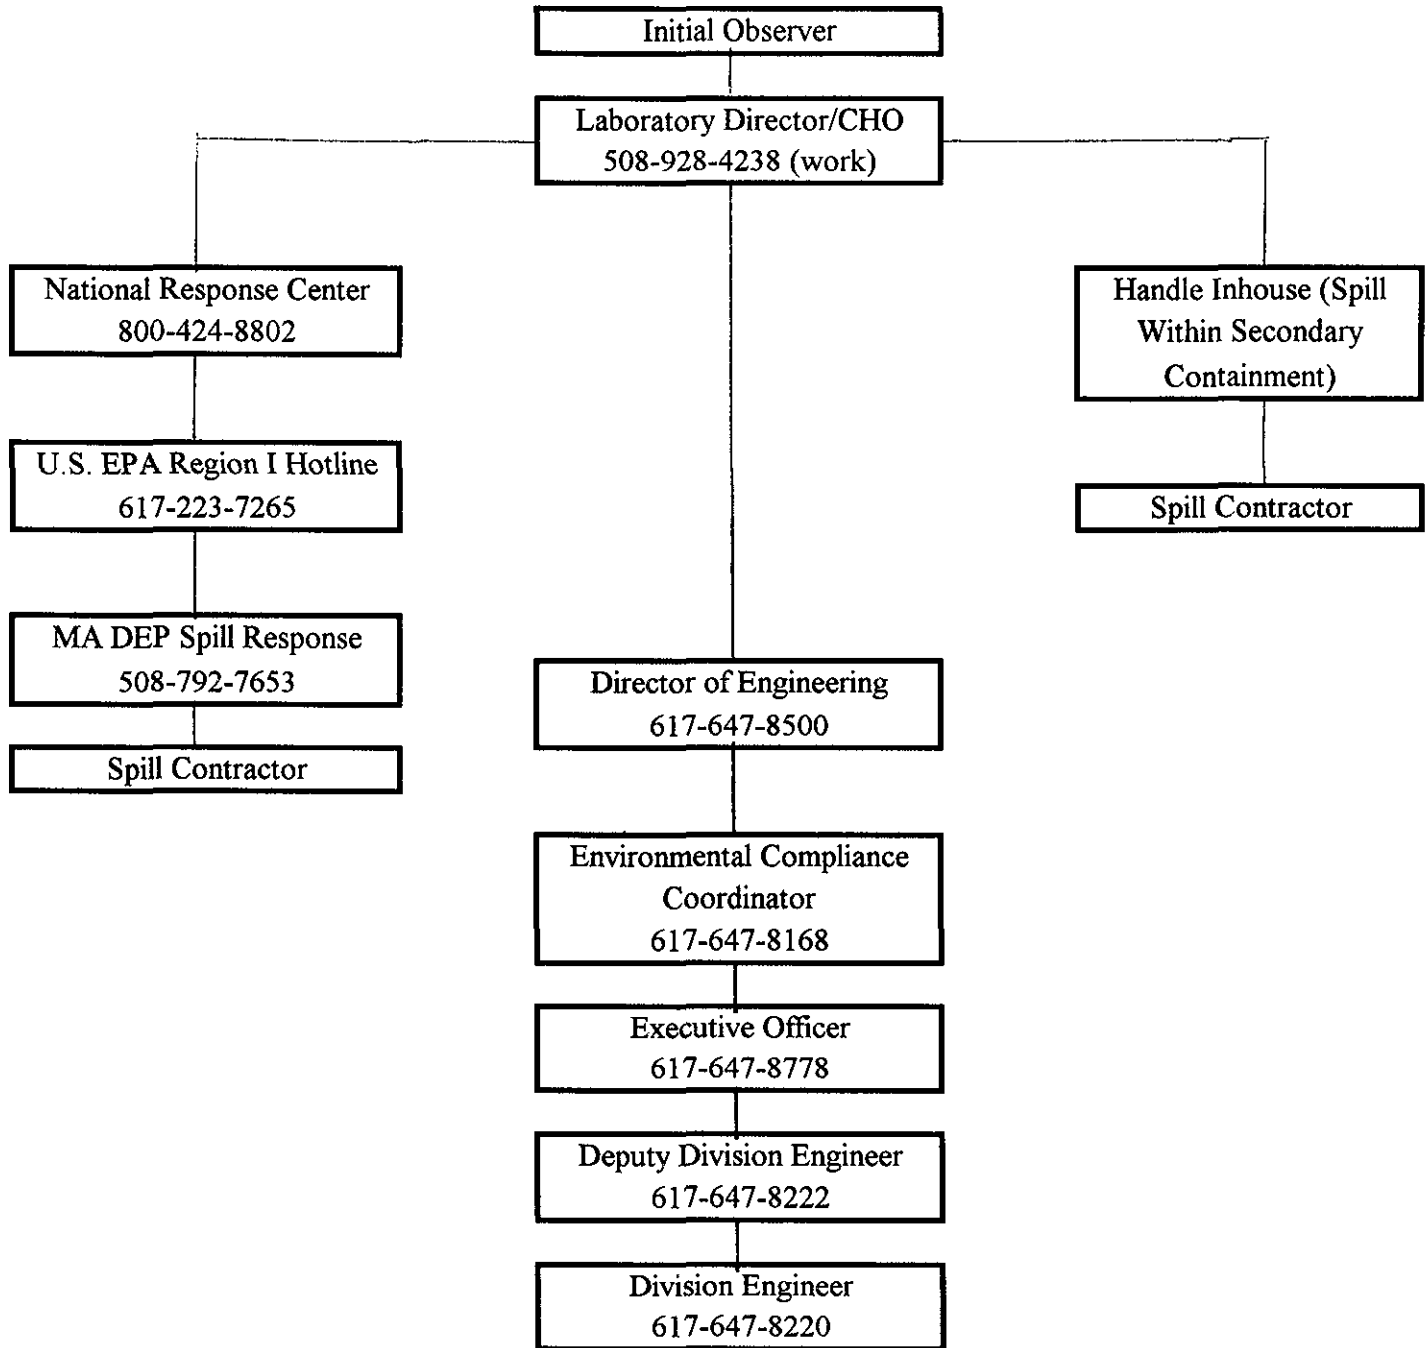 Initial Observer
Laboratory Director/CHO
508-928-4238 (work)
National Response Center
800-424-8802
U.S. EPA Region I Hotline
617-223-7265
MA DEP Spill Response
508-792-7653
Spill Contractor
Handle Inhouse (Spill
Within Secondary
Containment)
Spill Contractor
Director of Engineering
617-647-8500
Environmental Compliance
Coordinator
617-647-8168
Executive Officer
617-647-8778
Deputy Division Engineer
617-647-8222
Division Engineer
617-647-8220